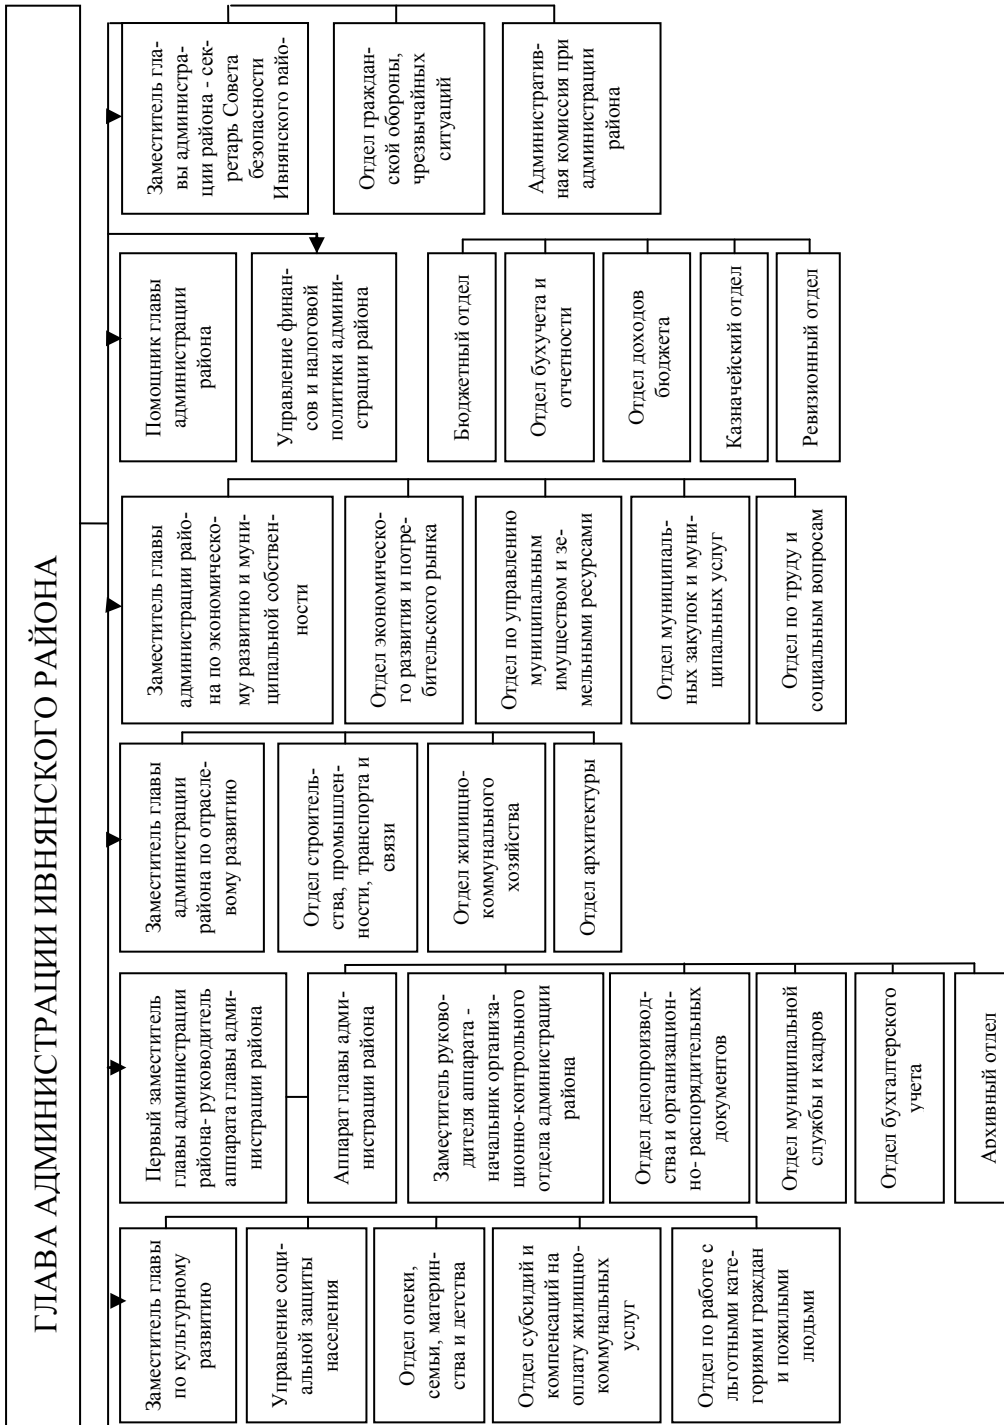 ГЛАВА АДМИНИСТРАЦИИ ИВНЯНСКОГО РАЙОНА
Заместитель главы
по культурному
развитию
Управление соци-
альной защиты
населения
Отдел опеки,
семьи, материн-
ства и детства
Отдел субсидий и
компенсаций на
оплату жилищно-
коммунальных
услуг
Отдел по работе с
льготными кате-
гориями граждан
и пожилыми
людьми
Первый заместитель
главы администрации
района- руководитель
аппарата главы адми-
нистрации района
Аппарат главы адми-
нистрации района
Заместитель руково-
дителя аппарата -
начальник организа-
ционно-контрольного
отдела администрации
района
Отдел делопроизвод-
ства и организацион-
но- распорядительных
документов
Отдел муниципальной
службы и кадров
Отдел бухгалтерского
учета
Архивный отдел
Заместитель главы
администрации
района по отрасле-
вому развитию
Отдел строитель-
ства, промышлен-
ности, транспорта и
связи
Отдел жилищно-
коммунального
хозяйства
Отдел архитектуры
Заместитель главы
администрации райо-
на по экономическо-
му развитию и муни-
ципальной собствен-
ности
Отдел экономическо-
го развития и потре-
бительского рынка
Отдел по управлению
муниципальным
имуществом и зе-
мельными ресурсами
Отдел муниципаль-
ных закупок и муни-
ципальных услуг
Отдел по труду и
социальным вопросам
Помощник главы
администрации
района
Управление финан-
сов и налоговой
политики админи-
страции района
Бюджетный отдел
Отдел бухучета и
отчетности
Отдел доходов
бюджета
Казначейский отдел
Ревизионный отдел
Заместитель гла-
вы администра-
ции района - сек-
ретарь Совета
безопасности
Ивнянского райо-
Отдел граждан-
ской обороны,
чрезвычайных
ситуаций
Административ-
ная комиссия при
администрации
района